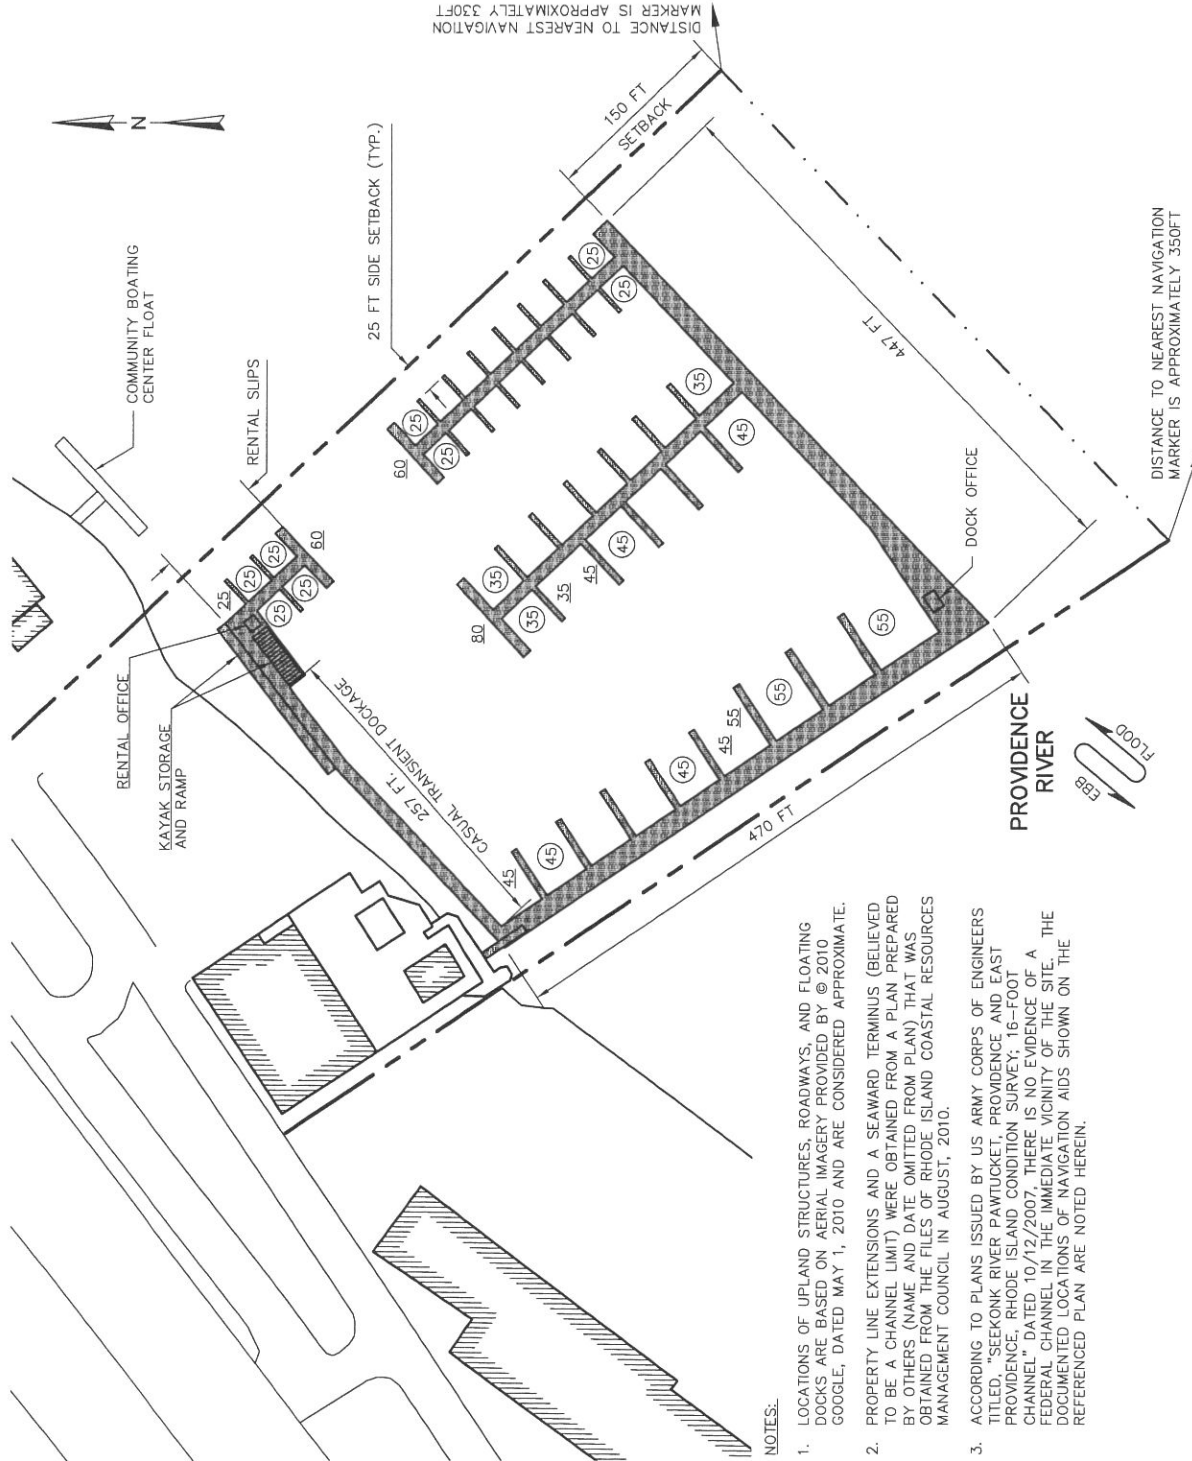 DISTANCE TO NEAREST NAVIGATION
MARKER IS APPROXIMATELY 330FT
N
COMMUNITY BOATING
CENTER FLOAT
RENTAL SLIPS
25 FT SIDE SETBACK (TYP.)
150 FT
SETBACK
RENTAL OFFICE
KAYAK STORAGE
AND RAMP
25
25
25
25
25
60
25
257 FT.
CASUAL TRANSIENT DOCKAGE
60
25
25
25
25
80
35
35
35
45
45
35
45
447 FT
45
45
45
45
55
55
55
470 FT
DOCK OFFICE
PROVIDENCE
RIVER
EBB
FLOOD
DISTANCE TO NEAREST NAVIGATION
MARKER IS APPROXIMATELY 350FT
NOTES:
1. LOCATIONS OF UPLAND STRUCTURES, ROADWAYS, AND FLOATING
DOCKS ARE BASED ON AERIAL IMAGERY PROVIDED BY © 2010
GOOGLE, DATED MAY 1, 2010 AND ARE CONSIDERED APPROXIMATE.
2. PROPERTY LINE EXTENSIONS AND A SEAWARD TERMINUS (BELIEVED
TO BE A CHANNEL LIMIT) WERE OBTAINED FROM A PLAN PREPARED
BY OTHERS (NAME AND DATE OMITTED FROM PLAN) THAT WAS
OBTAINED FROM THE FILES OF RHODE ISLAND COASTAL RESOURCES
MANAGEMENT COUNCIL IN AUGUST, 2010.
3. ACCORDING TO PLANS ISSUED BY US ARMY CORPS OF ENGINEERS
TITLED, "SEEKONK RIVER PAWTUCKET, PROVIDENCE AND EAST
PROVIDENCE, RHODE ISLAND CONDITION SURVEY; 16-FOOT
CHANNEL" DATED 10/12/2007, THERE IS NO EVIDENCE OF A
FEDERAL CHANNEL IN THE IMMEDIATE VICINITY OF THE SITE. THE
DOCUMENTED LOCATIONS OF NAVIGATION AIDS SHOWN ON THE
REFERENCED PLAN ARE NOTED HEREIN.